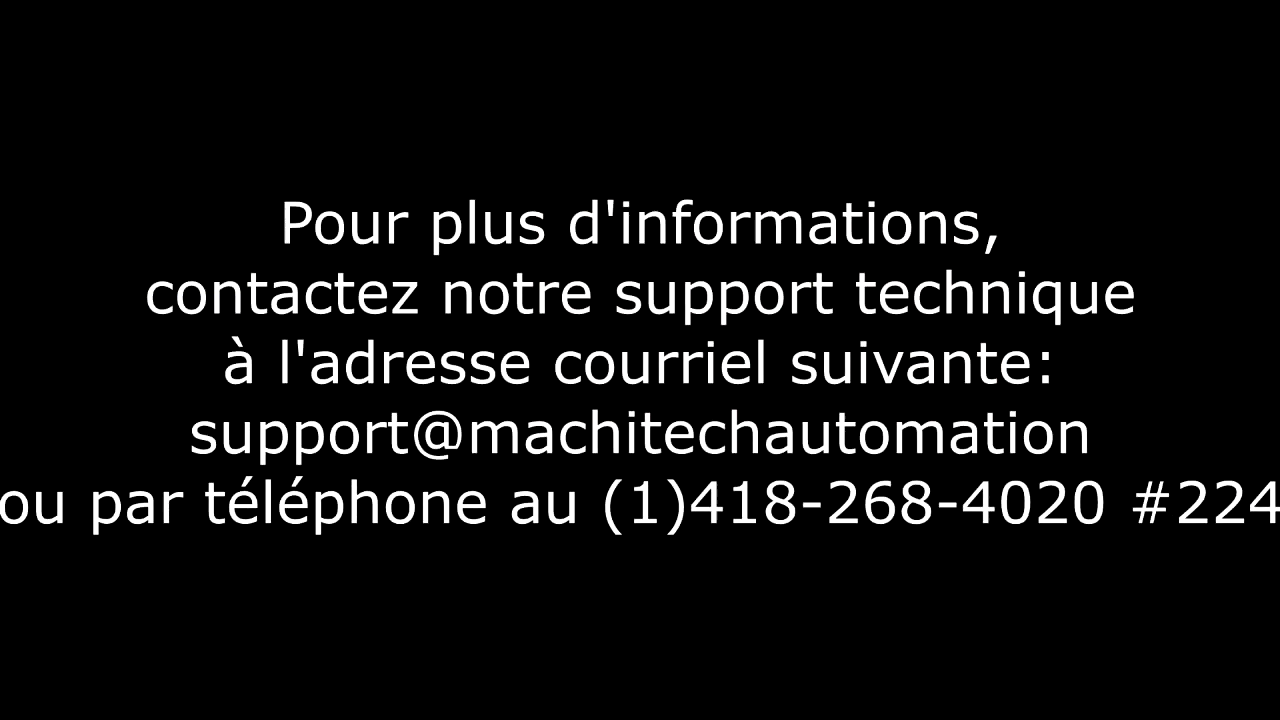 Pour plus d'informations,
contactez notre support technique
à l'adresse courriel suivante:
support@machitechautomation
ou par téléphone au (1)418-268-4020 #224